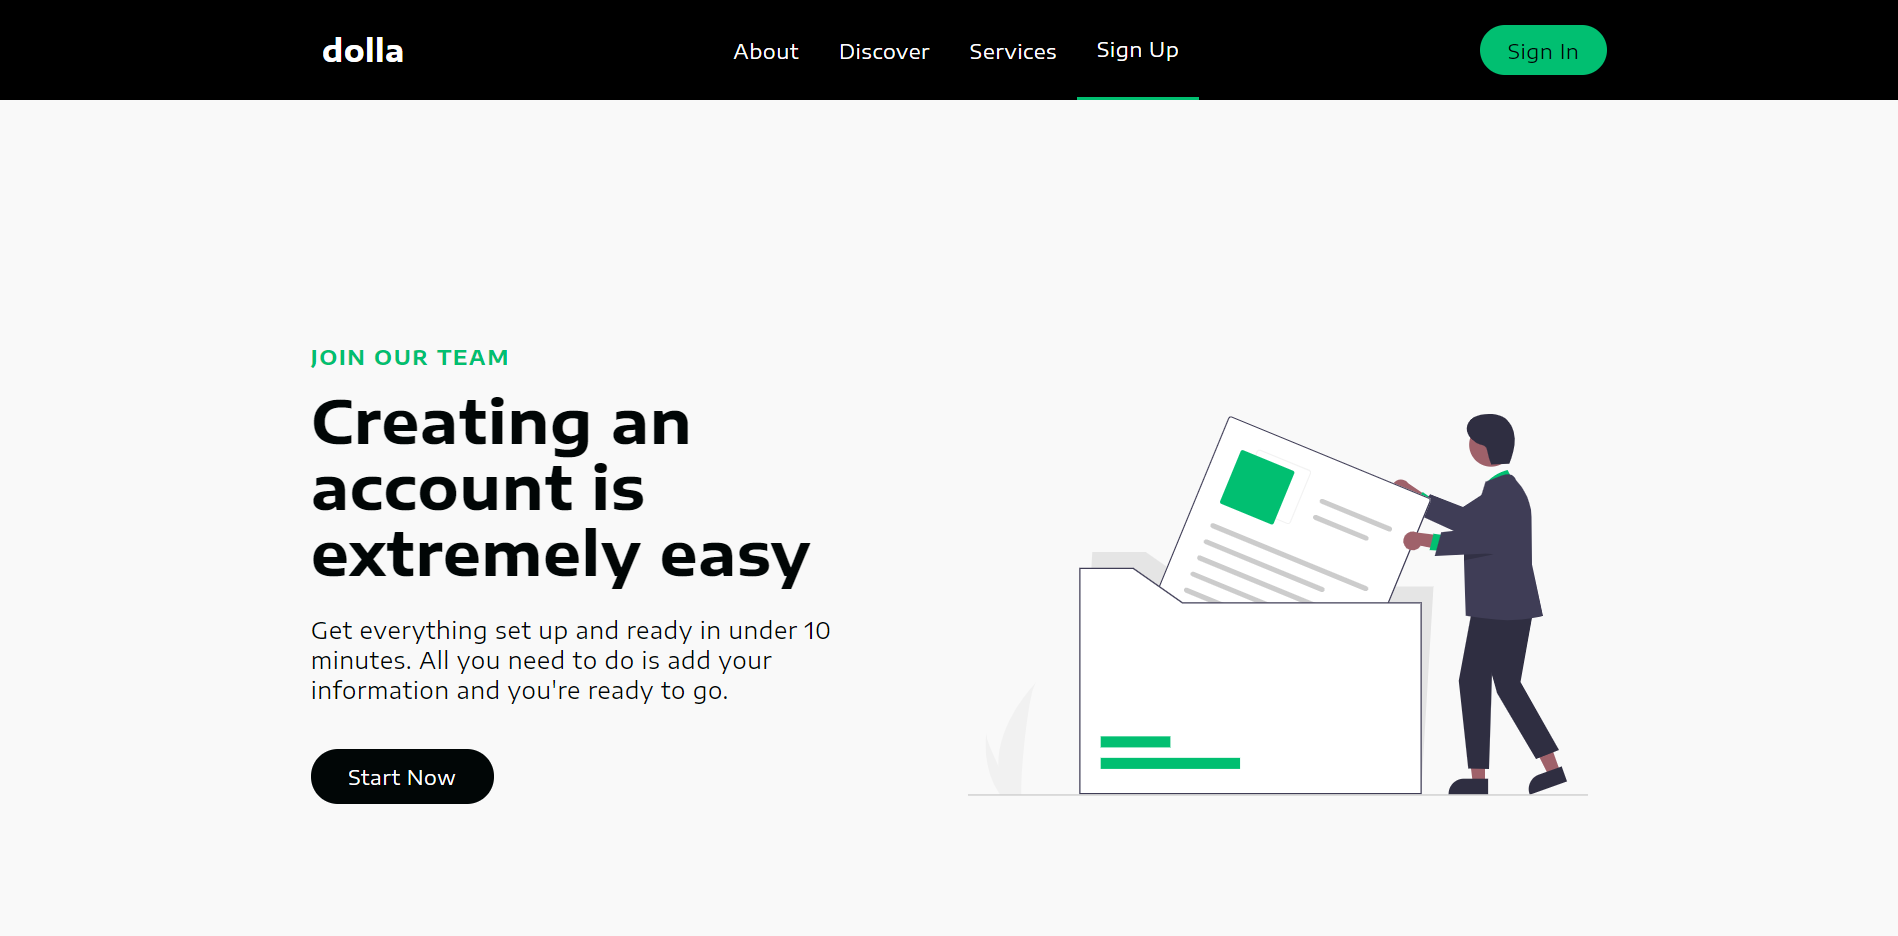 dolla
About
Discover
Services
Sign Up
Sign In
JOIN OUR TEAM
Creating an
account is
extremely easy
Get everything set up and ready in under 10
minutes. All you need to do is add your
information and you're ready to go.
Start Now